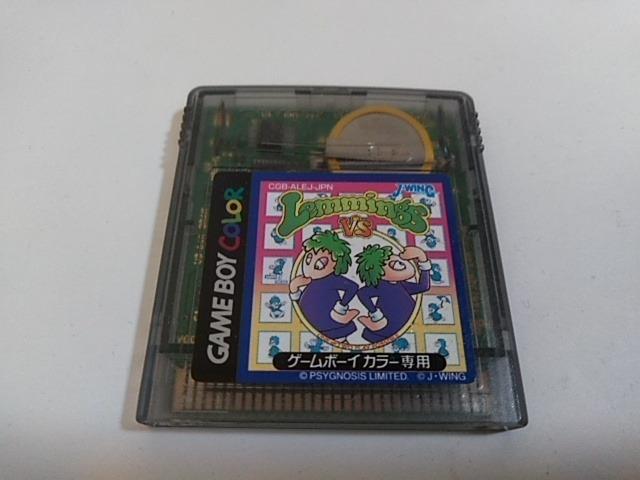 CGB-ALEJ-JPN
J-WING
Lemmings
VS
GAME BOY COLOR
ゲームボーイカラー専用
© PSYGNOSIS LIMITED. © J·WING